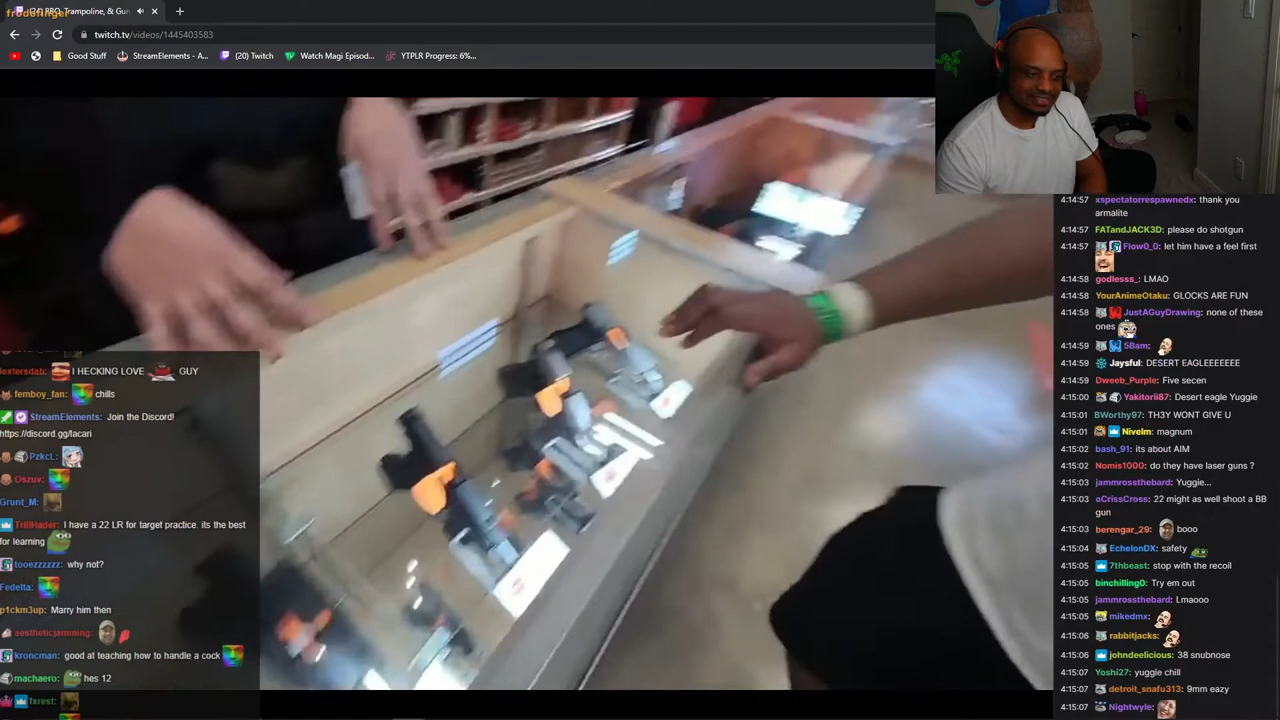 frodofinger
(20) BBQ, Trampoline, & Gun
twitch.tv/videos/1445403583
Good Stuff
StreamElements - A...
(20) Twitch
Watch Magi Episod...
YTPLR Progress: 6%...
lextersdab: I HECKING LOVE GUY
femboy_fan: chills
StreamElements: Join the Discord!
https://discord.gg/lacari
PzkcL:
Oszuv:
Grunt_M:
TrillHader: I have a 22 LR for target practice. its the best
for learning
tooezzzzzz: why not?
Fedelta:
p1ckm3up: Marry him then
aestheticjamming:
kroncman: good at teaching how to handle a cock
machaero: hes 12
fxrest:
4:14:57 xspectatorrespawnedx: thank you
armalite
4:14:57 FATandJACK3D: please do shotgun
4:14:57 Flow0_0: let him have a feel first
4:14:58 godlesss_: LMAO
4:14:58 YourAnimeOtaku: GLOCKS ARE FUN
4:14:58 JustAGuyDrawing: none of these
ones
4:14:59 5Bam:
4:14:59 Jaysful: DESERT EAGLEEEEEE
4:14:59 Dweeb_Purple: Five secen
4:15:00 Yakitorii87: Desert eagle Yuggie
4:15:01 BWorthy97: TH3Y WONT GIVE U
4:15:01 Nivelm: magnum
4:15:02 bash_91: its about AIM
4:15:02 Nomis1000: do they have laser guns ?
4:15:03 jammrossthebard: Yuggie...
4:15:03 oCrissCross: 22 might as well shoot a BB
gun
4:15:03 berengar_29: booo
4:15:04 EchelonDX: safety
4:15:05 7thbeast: stop with the recoil
4:15:05 binchilling0: Try em out
4:15:05 jammrossthebard: Lmaooo
4:15:06 mikedmx:
4:15:06 rabbitjacks:
4:15:06 johndeelicious: 38 snubnose
4:15:07 Yoshi27: yuggie chill
4:15:07 detroit_snafu313: 9mm eazy
4:15:07 Nightwyle: